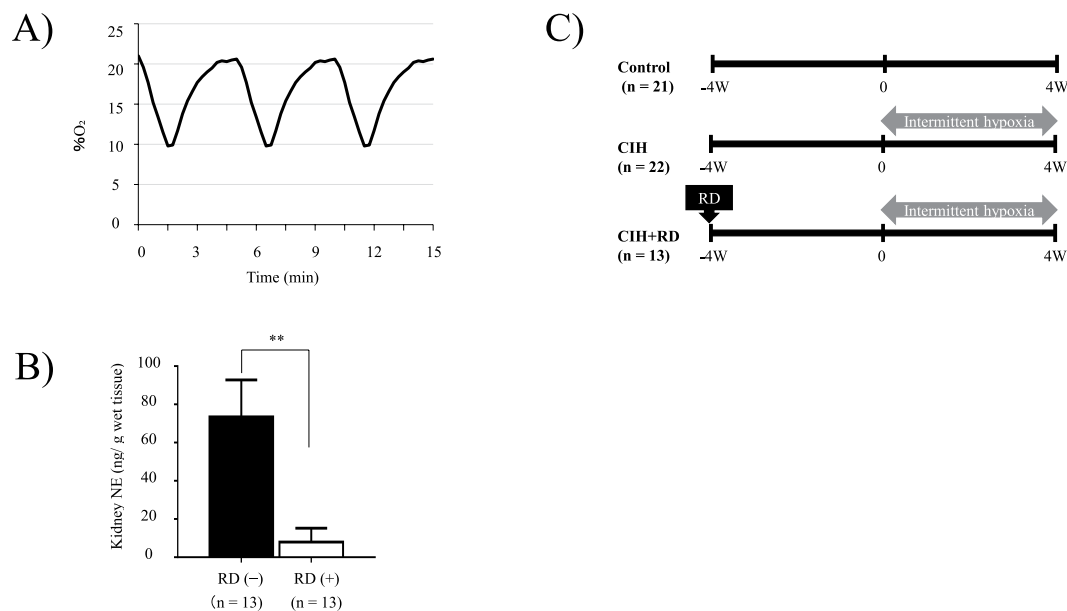 A)
25
20
15
10
5
0
%O₂
0 3 6 9 12 15
Time (min)
B)
**
100
80
60
40
20
0
Kidney NE (ng/ g wet tissue)
RD (−) RD (+)
(n = 13) (n = 13)
C)
Control
(n = 21)
-4W 0 4W
Intermittent hypoxia
CIH
(n = 22)
-4W 0 4W
RD
Intermittent hypoxia
CIH+RD
(n = 13)
-4W 0 4W